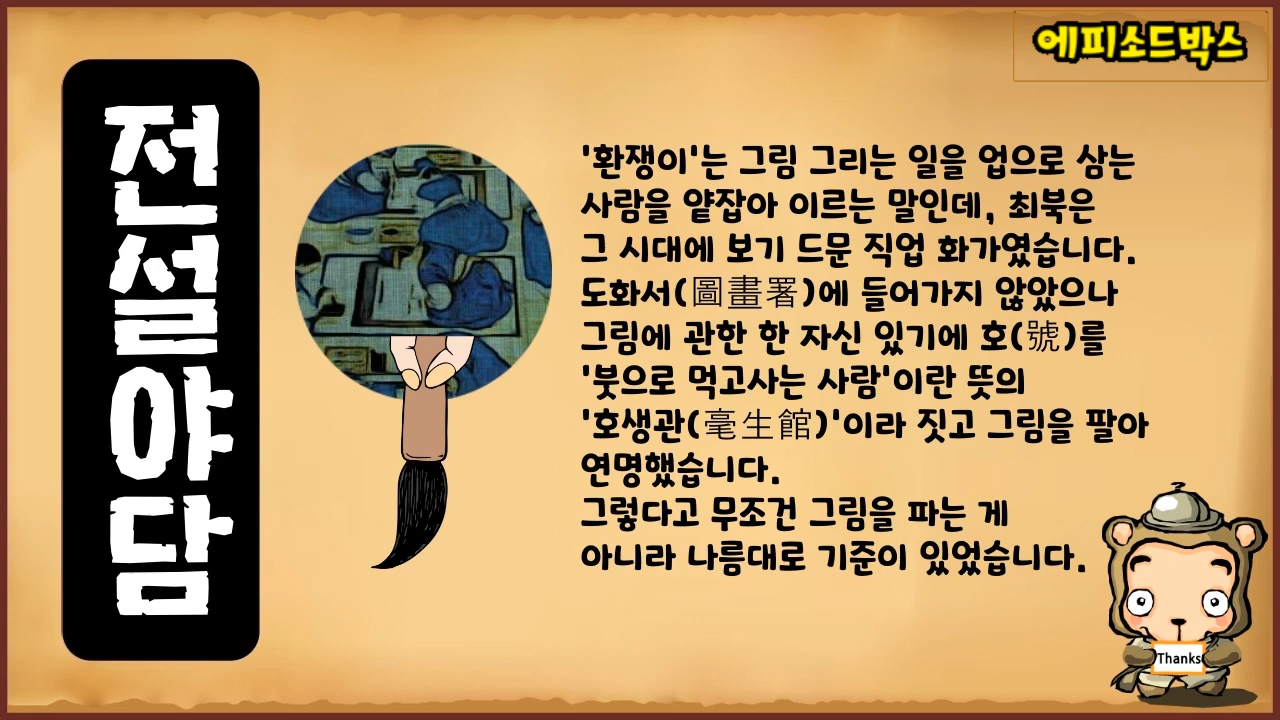 에피소드박스
전설야담
'환쟁이'는 그림 그리는 일을 업으로 삼는
사람을 얕잡아 이르는 말인데, 최북은
그 시대에 보기 드문 직업 화가였습니다.
도화서(圖畫署)에 들어가지 않았으나
그림에 관한 한 자신 있기에 호(號)를
'붓으로 먹고사는 사람'이란 뜻의
'호생관(毫生館)'이라 짓고 그림을 팔아
연명했습니다.
그렇다고 무조건 그림을 파는 게
아니라 나름대로 기준이 있었습니다.
Thanks